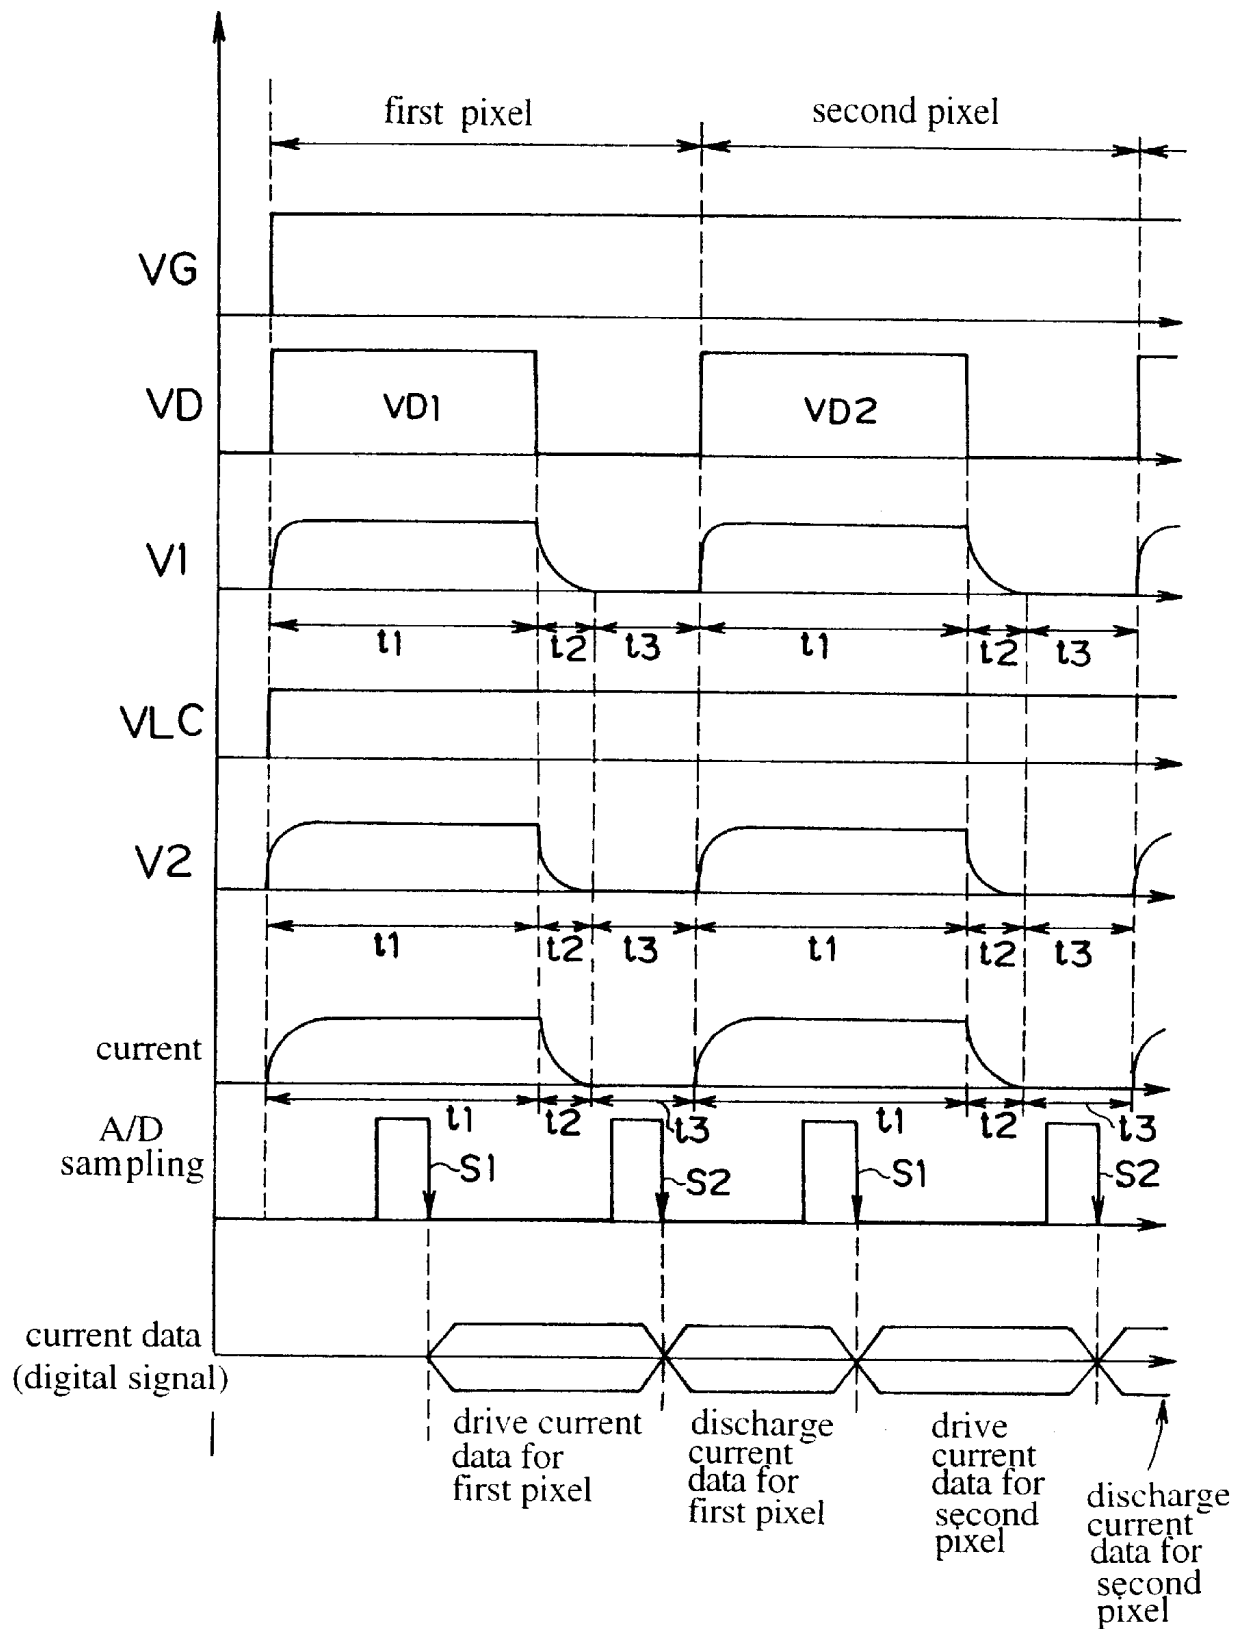 first pixel
second pixel
VG
VD
VD1
VD2
V1
t1
t2
t3
t1
t2
t3
VLC
V2
t1
t2
t3
t1
t2
t3
current
t1
t2
t3
t1
t2
t3
A/D
sampling
S1
S2
S1
S2
current data
(digital signal)
drive current
data for
first pixel
discharge
current
data for
first pixel
drive
current
data for
second
pixel
discharge
current
data for
second
pixel